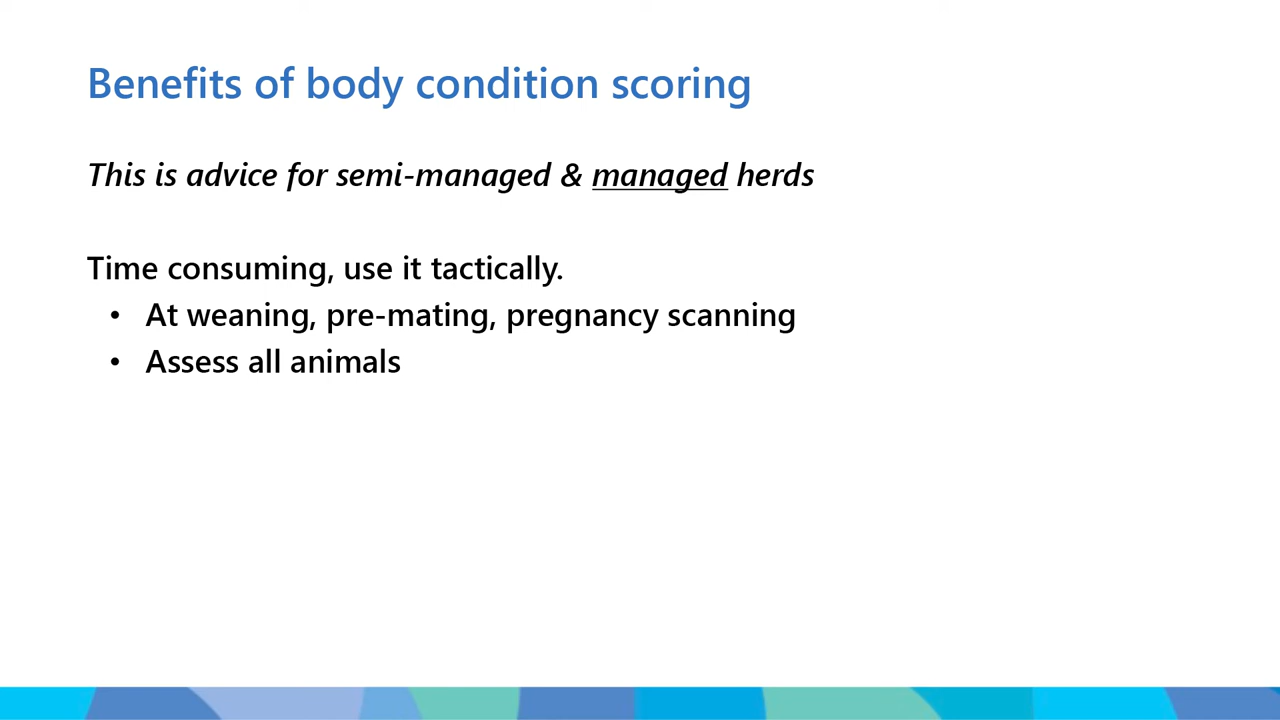 Benefits of body condition scoring
This is advice for semi-managed & managed herds
Time consuming, use it tactically.
• At weaning, pre-mating, pregnancy scanning
• Assess all animals